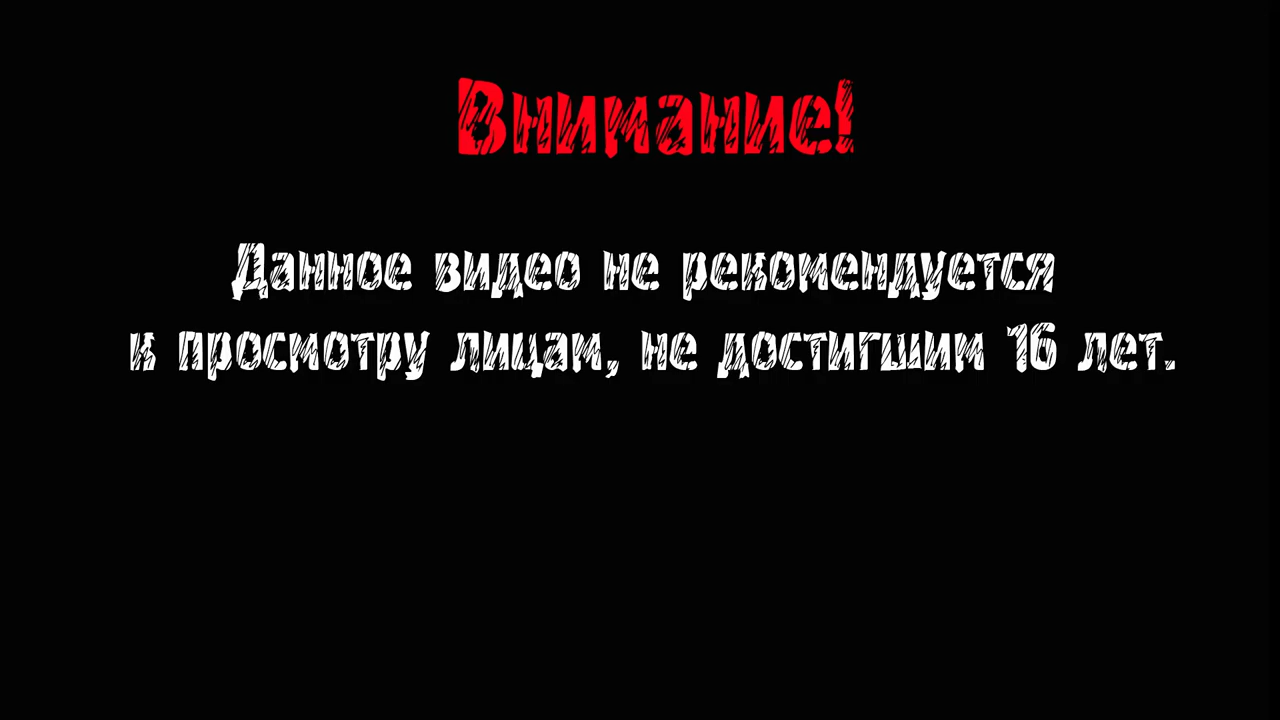 Внимание!
Данное видео не рекомендуется
к просмотру лицам, не достигшим 16 лет.